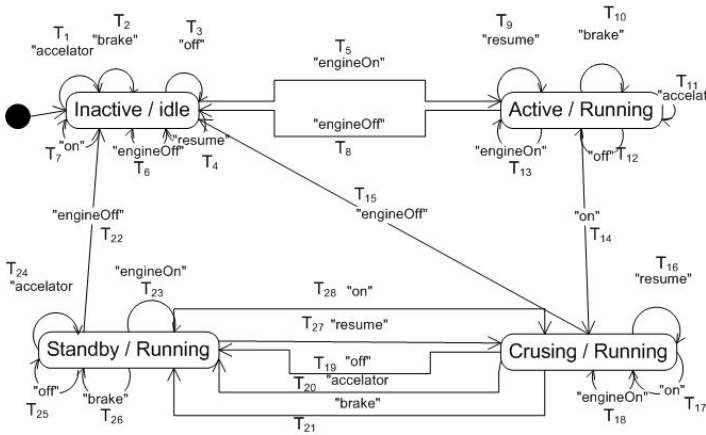 T1
"accelator"
T2
"brake"
T3
"off"
T5
"engineOn"
T9
"resume"
T10
"brake"
T11
"accelat
Inactive / idle
Active / Running
"on"
T7
"engineOff"
T6
"resume"
T4
"engineOff"
T8
"engineOn"
T13
"off"
T12
T15
"engineOff"
"engineOff"
T22
"on"
T14
T24
"accelator"
"engineOn"
T23
T28 "on"
T27 "resume"
T16
"resume"
Standby / Running
Crusing / Running
T19 "off"
T20 "accelator"
"brake"
T21
"off"
T25
"brake"
T26
"engineOn"
T18
"on"
T17